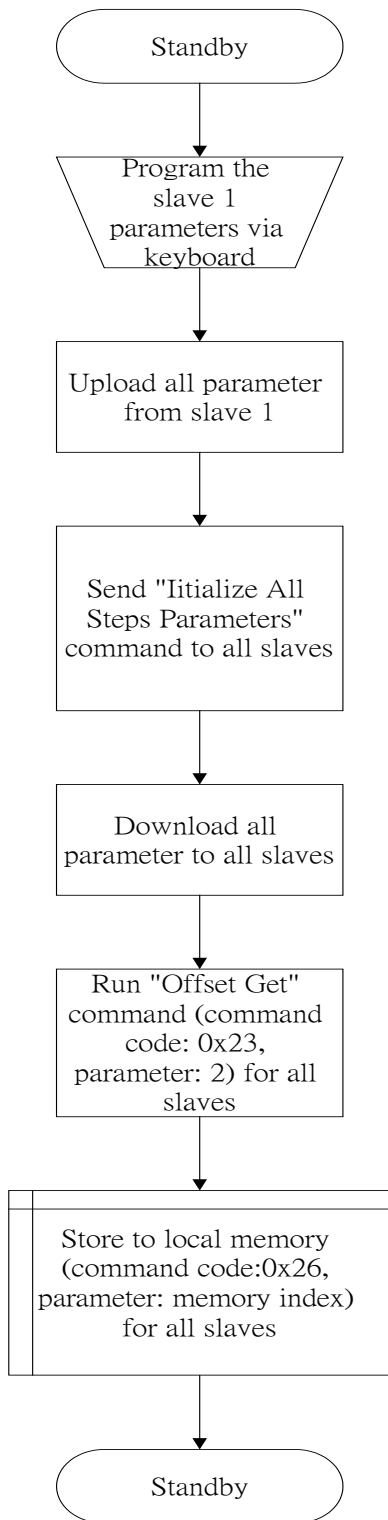 Standby
Program the
slave 1
parameters via
keyboard
Upload all parameter
from slave 1
Send "Iitialize All
Steps Parameters"
command to all slaves
Download all
parameter to all slaves
Run "Offset Get"
command (command
code: 0x23,
parameter: 2) for all
slaves
Store to local memory
(command code:0x26,
parameter: memory index)
for all slaves
Standby